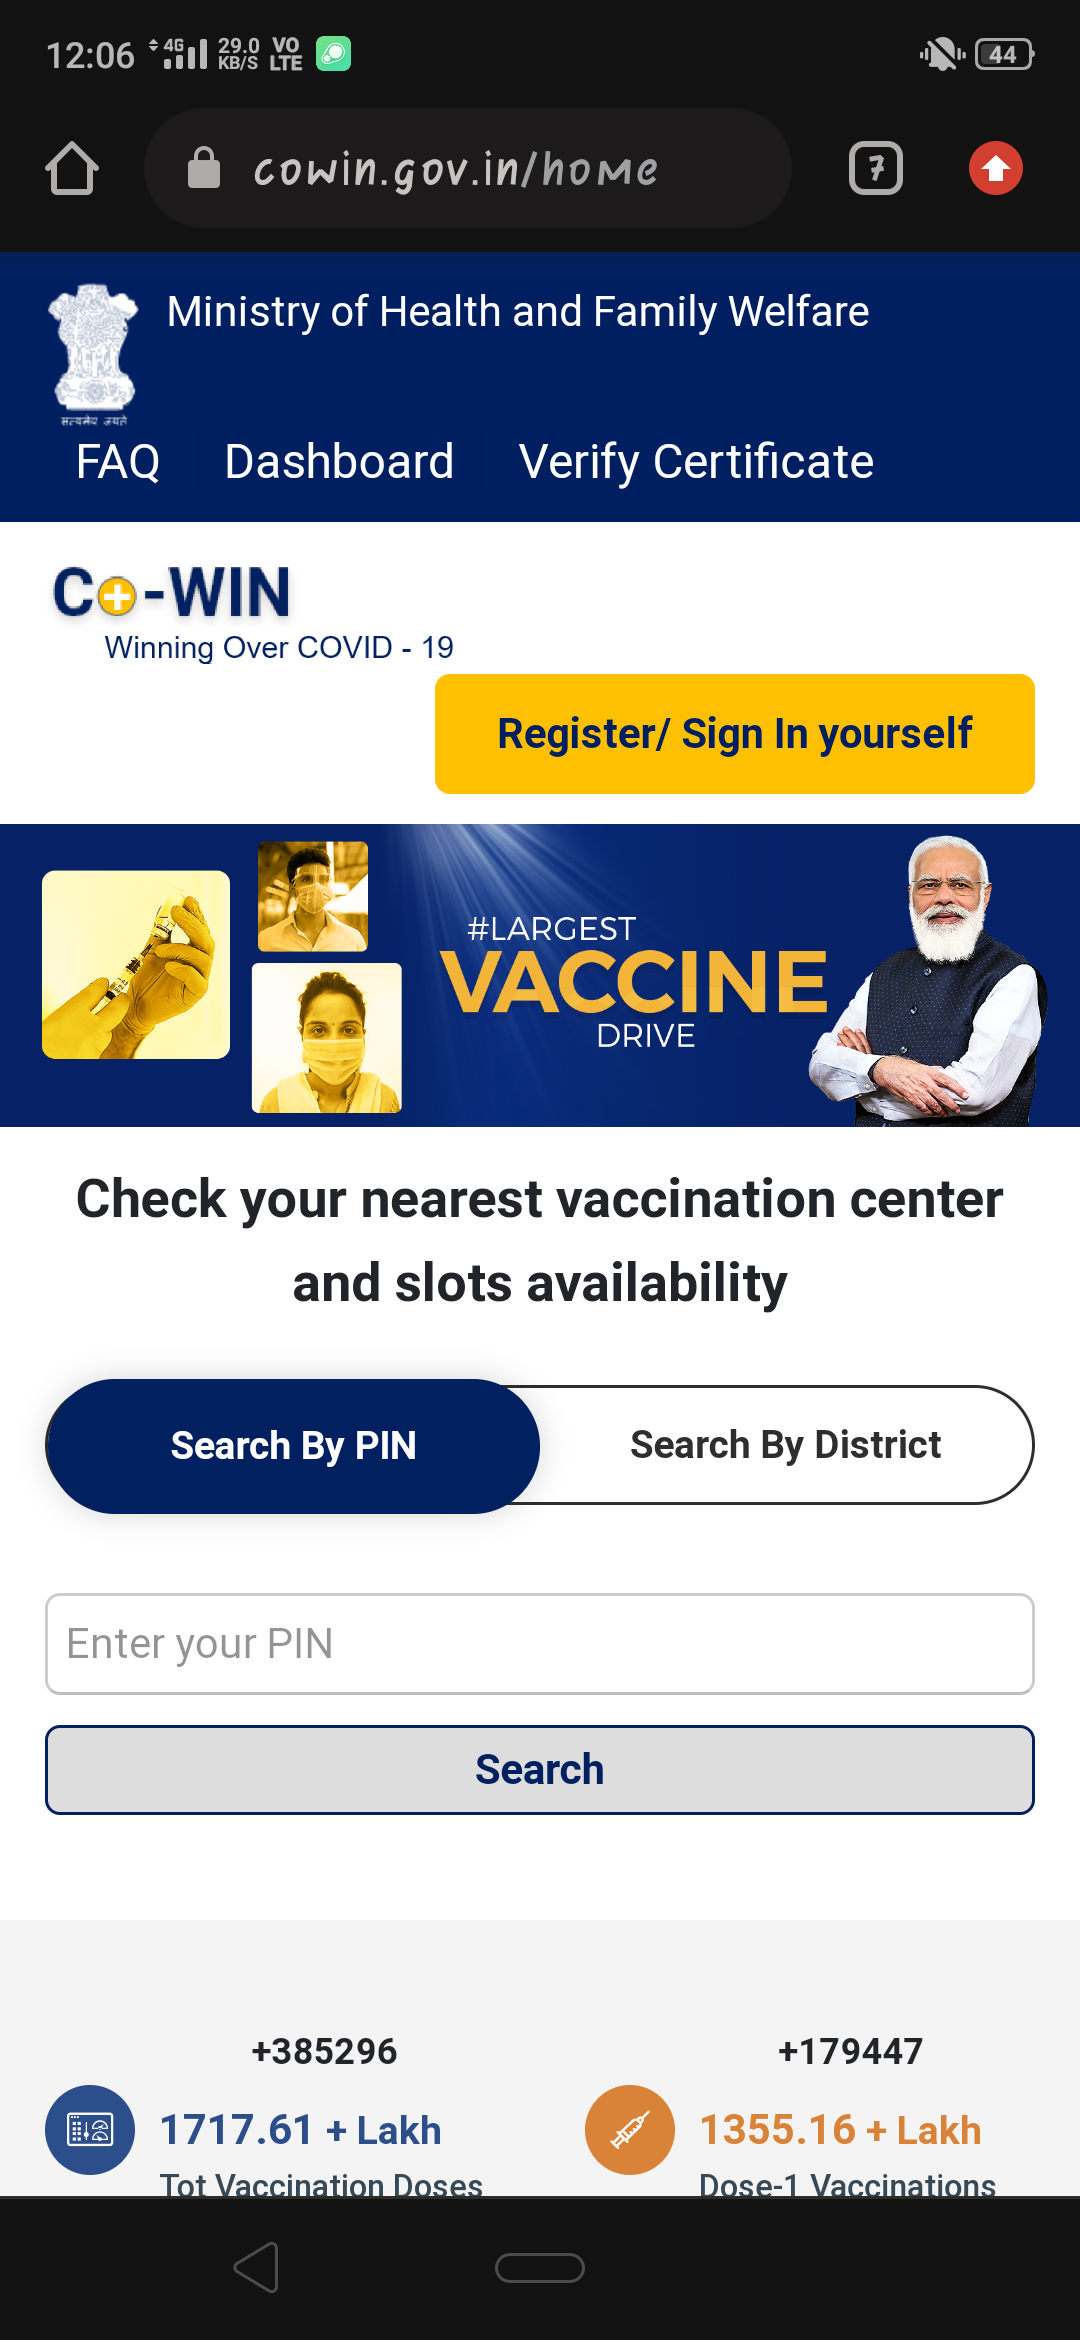 12:06 4G 29.0 KB/S VO LTE 44
cowin.gov.in/home 7
Ministry of Health and Family Welfare
सत्यमेव जयते
FAQ Dashboard Verify Certificate
Co-WIN
Winning Over COVID - 19
Register/ Sign In yourself
#LARGEST
VACCINE
DRIVE
Check your nearest vaccination center
and slots availability
Search By PIN Search By District
Enter your PIN
Search
+385296 +179447
1717.61 + Lakh 1355.16 + Lakh
Tot Vaccination Doses Dose-1 Vaccinations